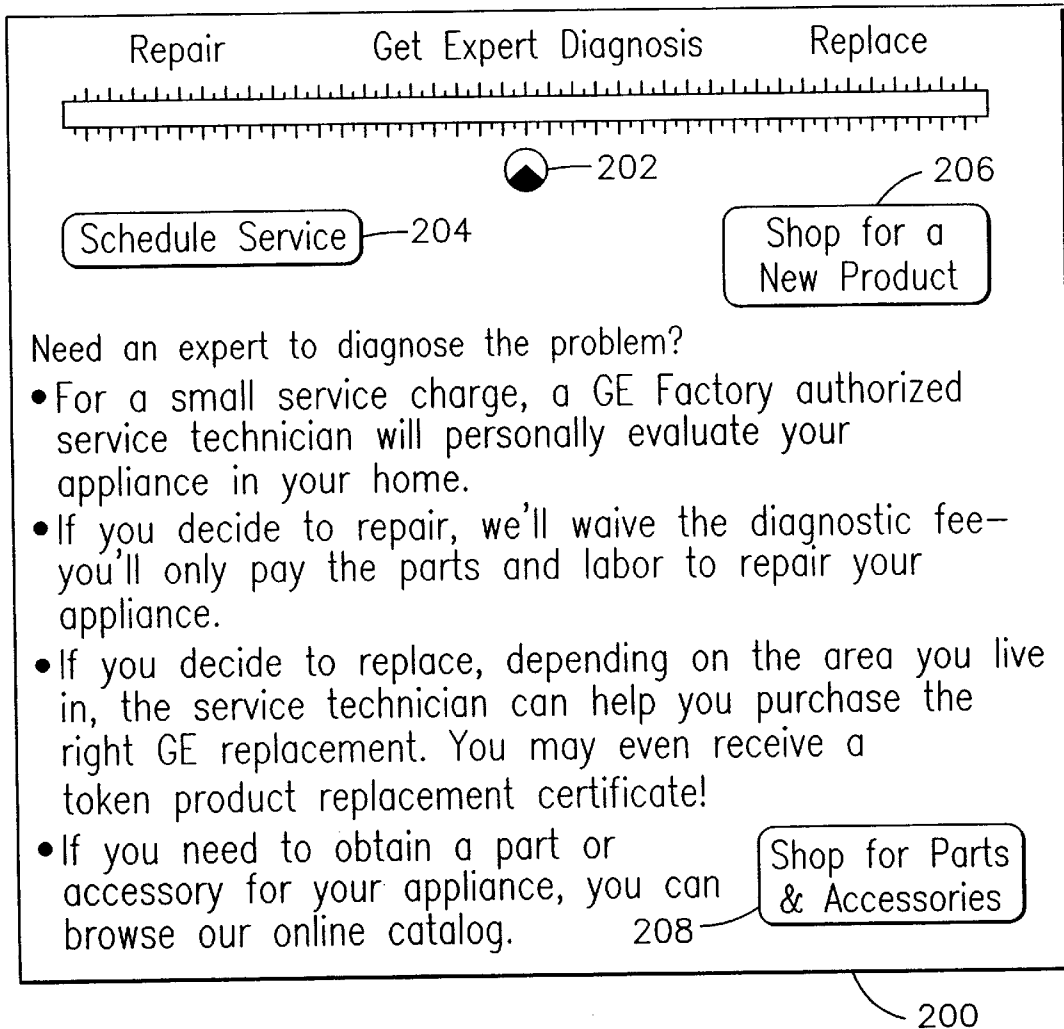 Repair Get Expert Diagnosis Replace
202
206
Schedule Service 204
Shop for a
New Product
Need an expert to diagnose the problem?
• For a small service charge, a GE Factory authorized
service technician will personally evaluate your
appliance in your home.
• If you decide to repair, we'll waive the diagnostic fee–
you'll only pay the parts and labor to repair your
appliance.
• If you decide to replace, depending on the area you live
in, the service technician can help you purchase the
right GE replacement. You may even receive a
token product replacement certificate!
• If you need to obtain a part or
accessory for your appliance, you can
browse our online catalog.
Shop for Parts
& Accessories
208
200